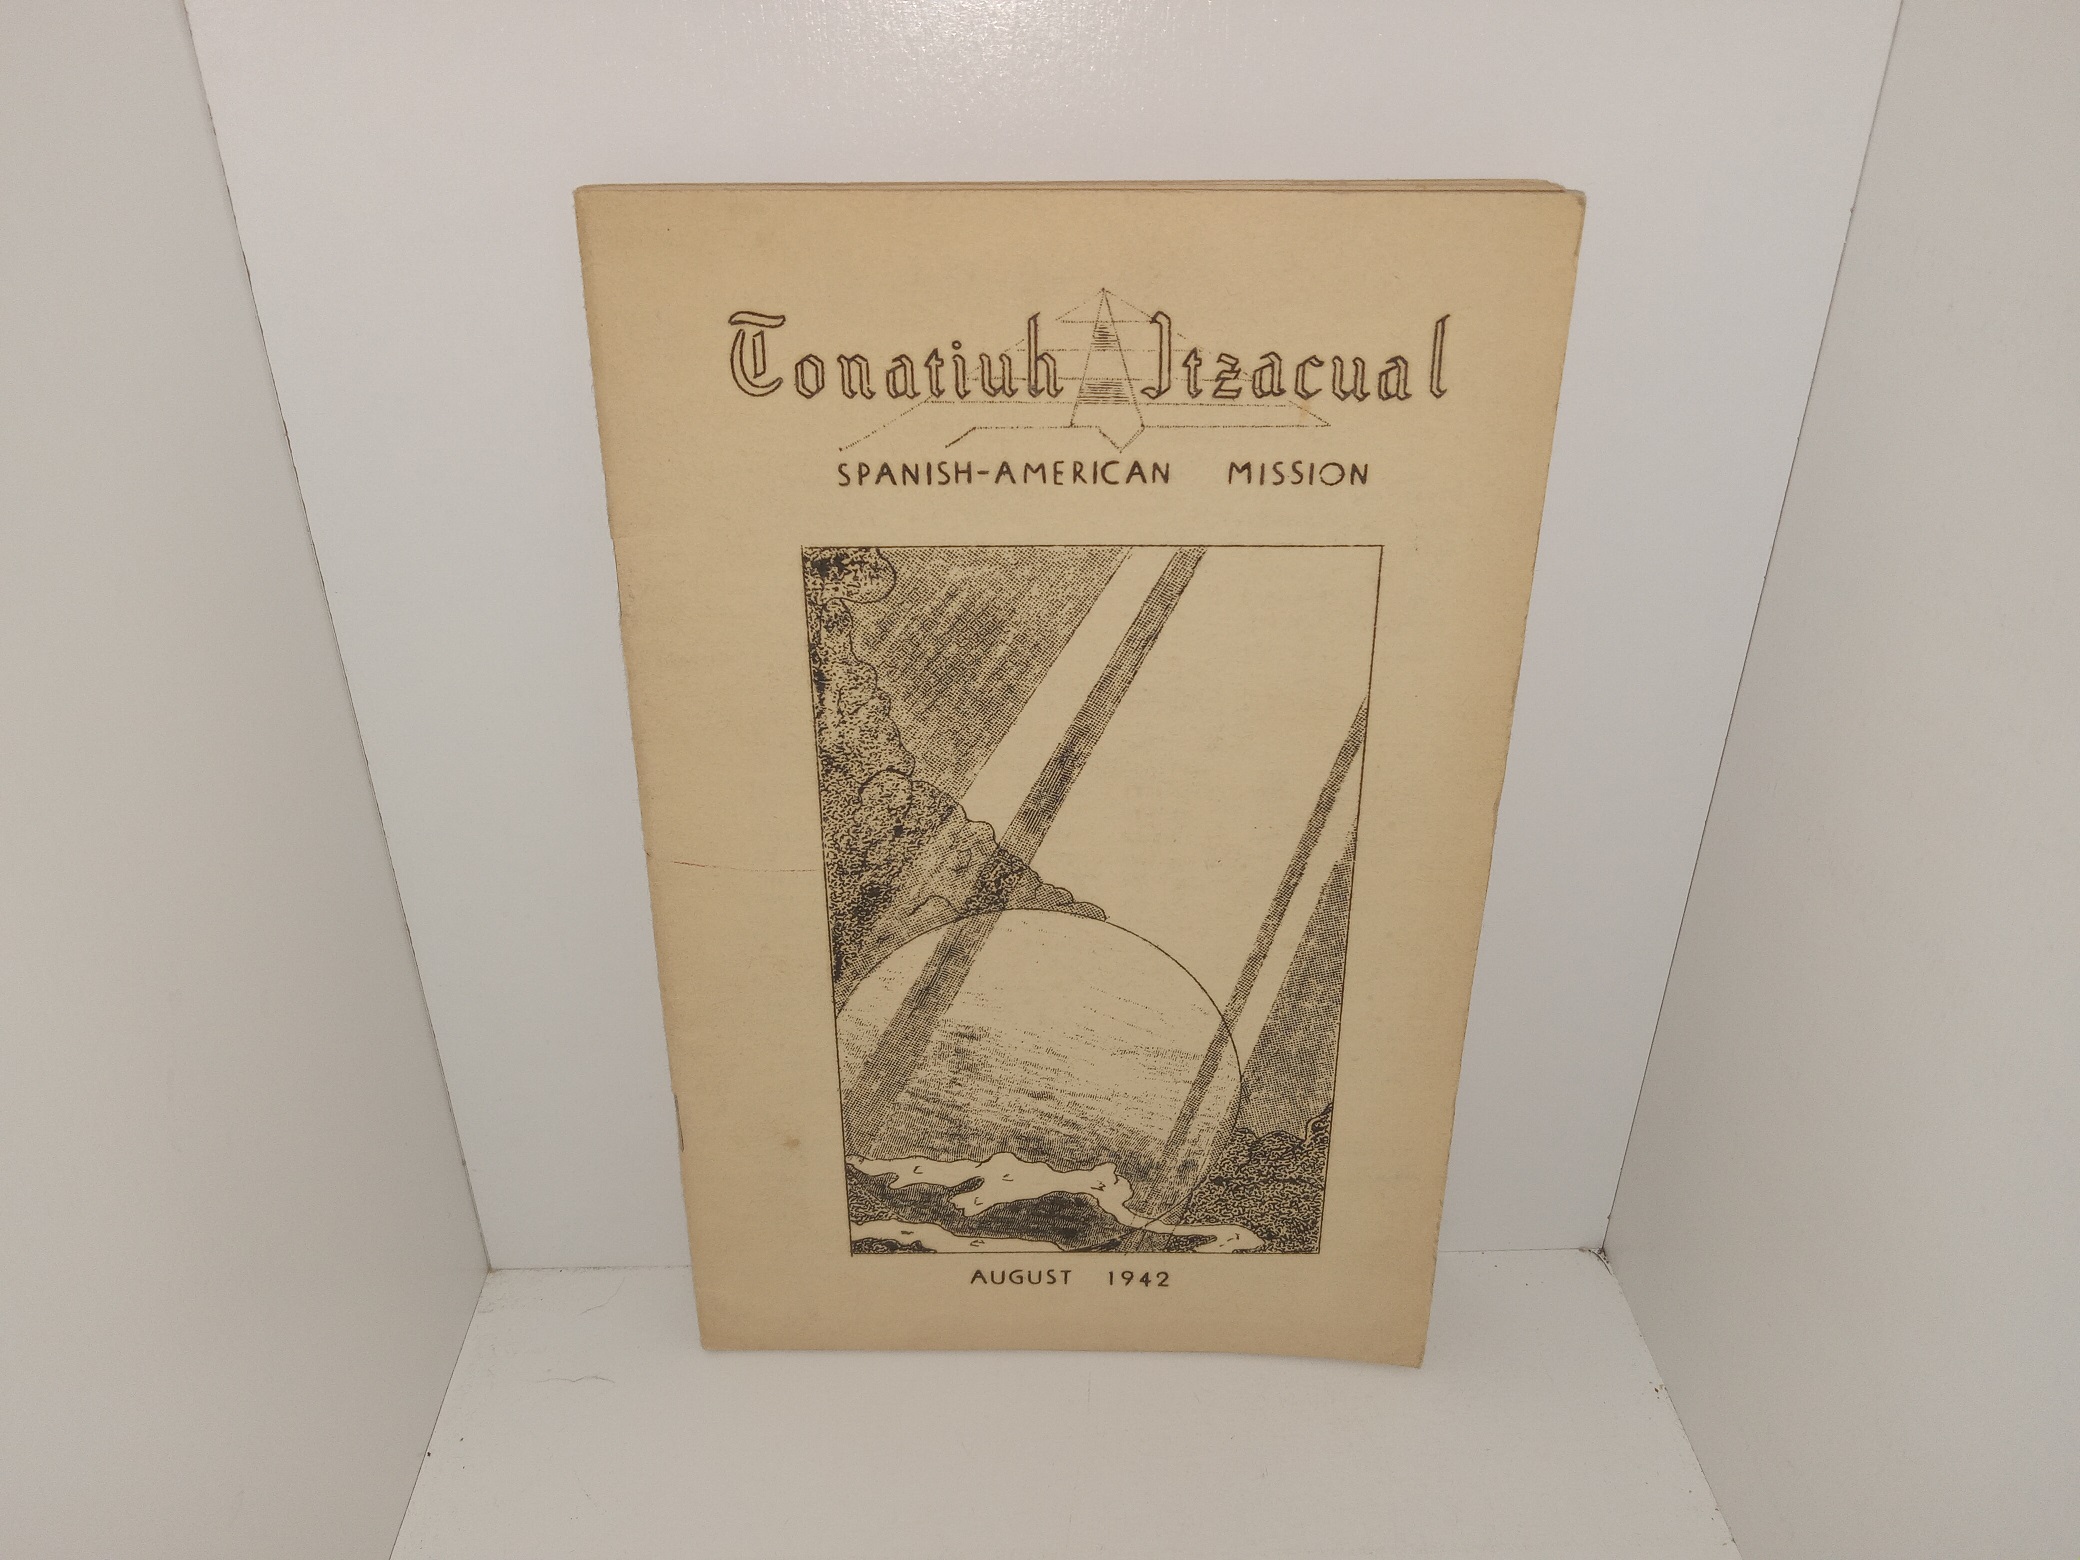 Tonatiuh Itzacual
SPANISH-AMERICAN MISSION
AUGUST 1942